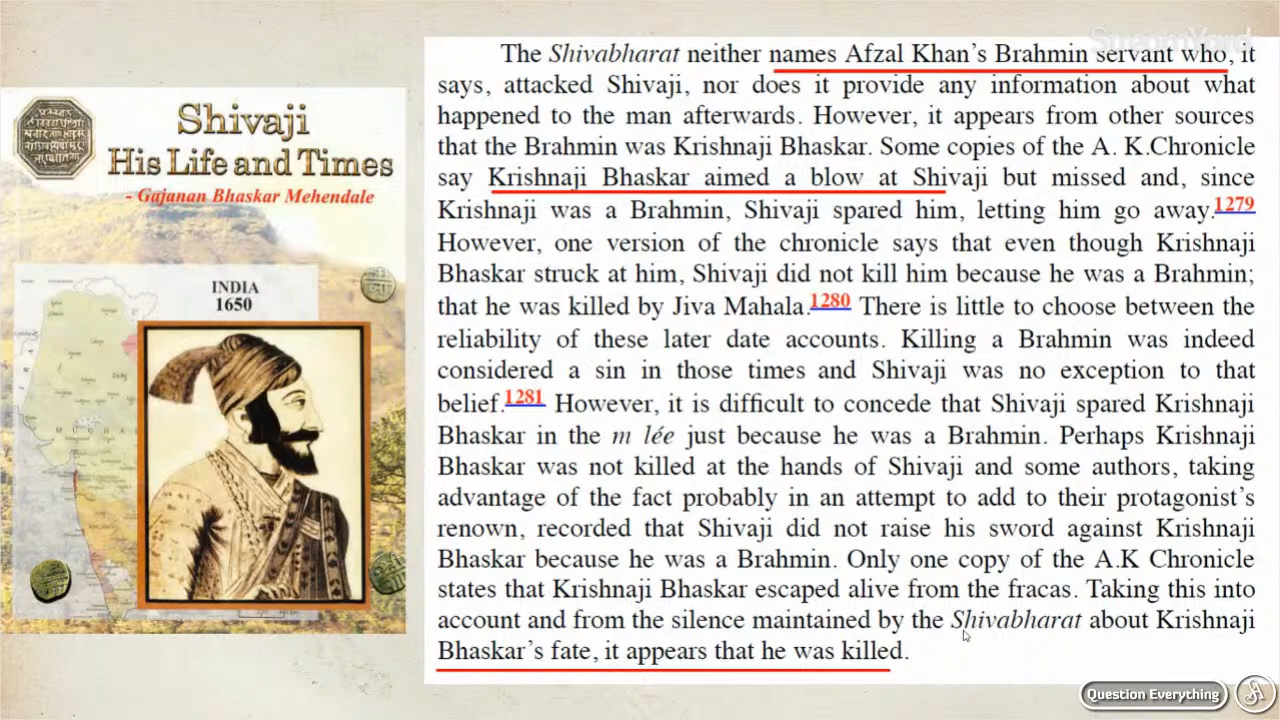 Shivaji
His Life and Times
- Gajanan Bhaskar Mehendale
INDIA
1650
StreamYard
The Shivabharat neither names Afzal Khan's Brahmin servant who, it
says, attacked Shivaji, nor does it provide any information about what
happened to the man afterwards. However, it appears from other sources
that the Brahmin was Krishnaji Bhaskar. Some copies of the A. K.Chronicle
say Krishnaji Bhaskar aimed a blow at Shivaji but missed and, since
Krishnaji was a Brahmin, Shivaji spared him, letting him go away.1279
However, one version of the chronicle says that even though Krishnaji
Bhaskar struck at him, Shivaji did not kill him because he was a Brahmin;
that he was killed by Jiva Mahala.1280 There is little to choose between the
reliability of these later date accounts. Killing a Brahmin was indeed
considered a sin in those times and Shivaji was no exception to that
belief.1281 However, it is difficult to concede that Shivaji spared Krishnaji
Bhaskar in the m lée just because he was a Brahmin. Perhaps Krishnaji
Bhaskar was not killed at the hands of Shivaji and some authors, taking
advantage of the fact probably in an attempt to add to their protagonist's
renown, recorded that Shivaji did not raise his sword against Krishnaji
Bhaskar because he was a Brahmin. Only one copy of the A.K Chronicle
states that Krishnaji Bhaskar escaped alive from the fracas. Taking this into
account and from the silence maintained by the Shivabharat about Krishnaji
Bhaskar's fate, it appears that he was killed.
Question Everything